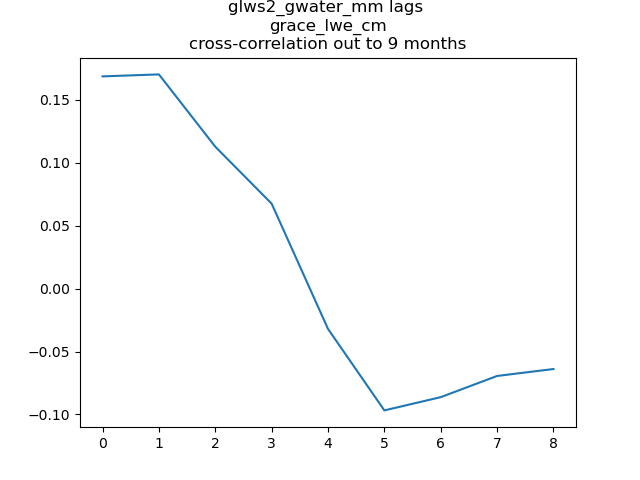 glws2_gwater_mm lags
grace_lwe_cm
cross-correlation out to 9 months
0.15
0.10
0.05
0.00
−0.05
−0.10
0 1 2 3 4 5 6 7 8